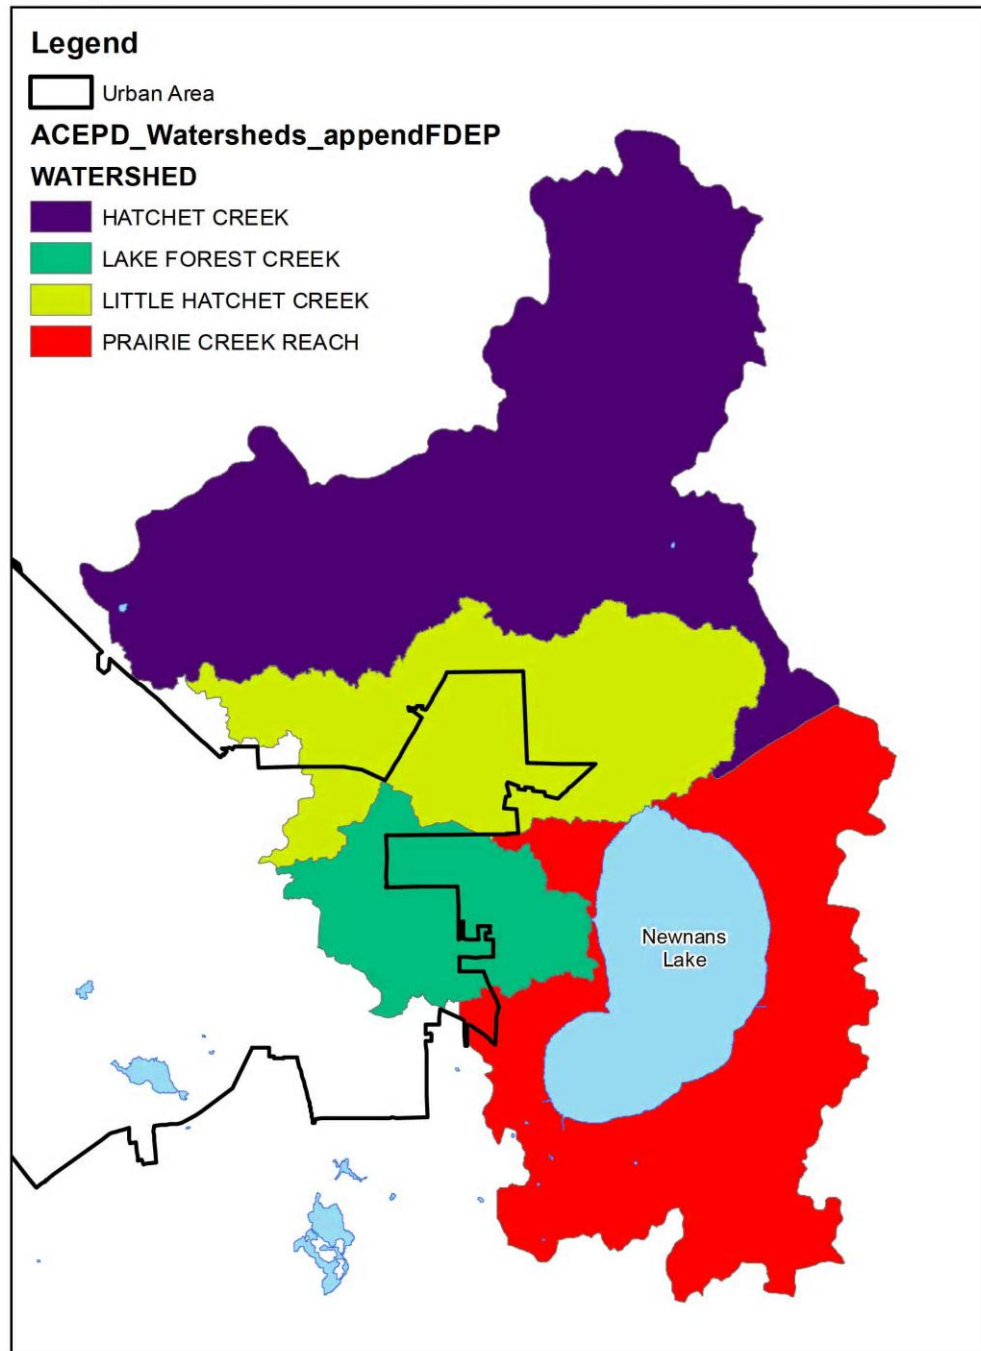 Legend
Urban Area
ACEPD_Watersheds_appendFDEP
WATERSHED
HATCHET CREEK
LAKE FOREST CREEK
LITTLE HATCHET CREEK
PRAIRIE CREEK REACH
Newnans
Lake